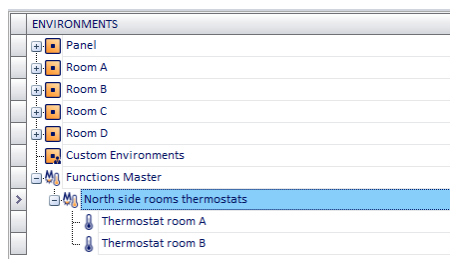 ENVIRONMENTS
Panel
Room A
Room B
Room C
Room D
Custom Environments
Functions Master
North side rooms thermostats
Thermostat room A
Thermostat room B